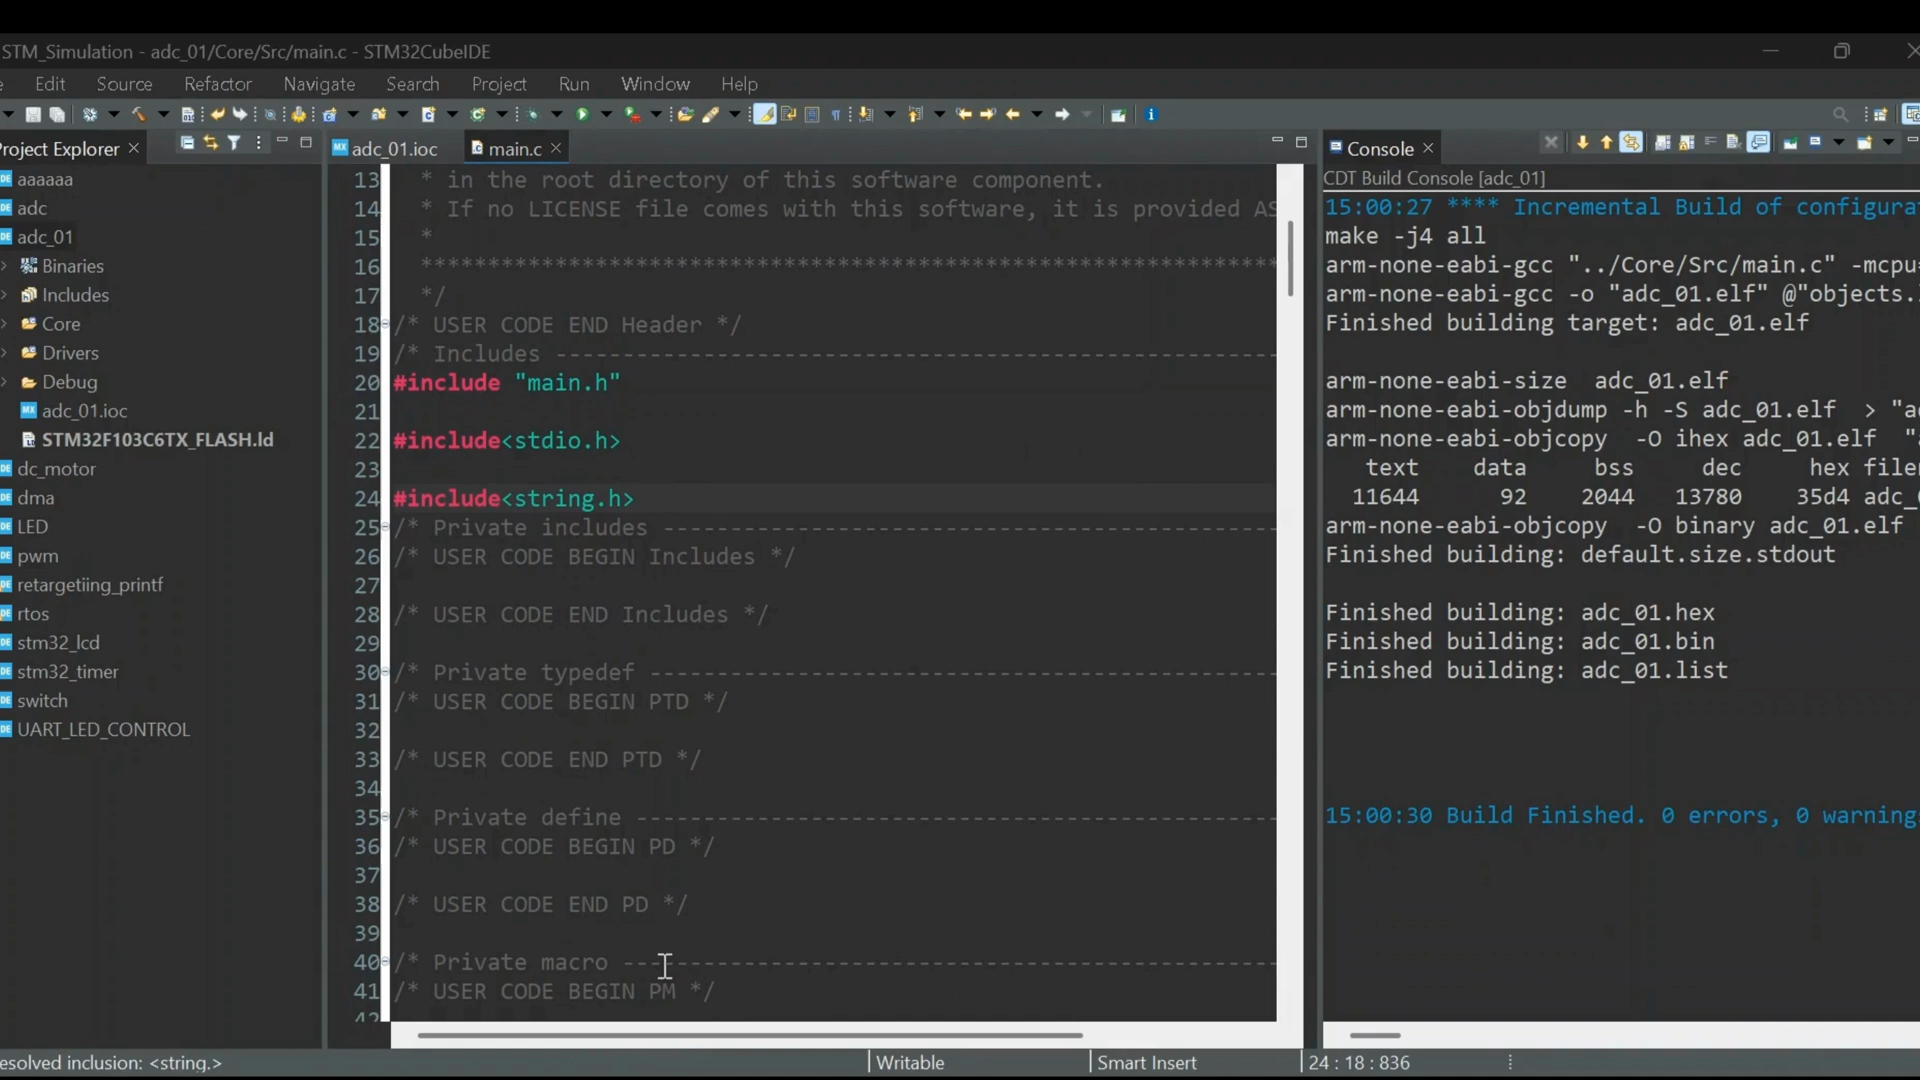 STM_Simulation - adc_01/Core/Src/main.c - STM32CubeIDE
Edit Source Refactor Navigate Search Project Run Window Help
roject Explorer
aaaaaa
adc
adc_01
Binaries
Includes
Core
Drivers
Debug
adc_01.ioc
STM32F103C6TX_FLASH.ld
dc_motor
dma
LED
pwm
retargetiing_printf
rtos
stm32_lcd
stm32_timer
switch
UART_LED_CONTROL
adc_01.ioc main.c
13 * in the root directory of this software component.
14 * If no LICENSE file comes with this software, it is provided AS
15 *
16 ******************************************************************
17 */
18 /* USER CODE END Header */
19 /* Includes ------------------------------------------------------
20 #include "main.h"
21
22 #include<stdio.h>
23
24 #include<string.h>
25 /* Private includes ----------------------------------------------
26 /* USER CODE BEGIN Includes */
27
28 /* USER CODE END Includes */
29
30 /* Private typedef -----------------------------------------------
31 /* USER CODE BEGIN PTD */
32
33 /* USER CODE END PTD */
34
35 /* Private define ------------------------------------------------
36 /* USER CODE BEGIN PD */
37
38 /* USER CODE END PD */
39
40 /* Private macro -------------------------------------------------
41 /* USER CODE BEGIN PM */
42
Console
CDT Build Console [adc_01]
15:00:27 **** Incremental Build of configura
make -j4 all
arm-none-eabi-gcc "../Core/Src/main.c" -mcpu=
arm-none-eabi-gcc -o "adc_01.elf" @"objects.
Finished building target: adc_01.elf
arm-none-eabi-size adc_01.elf
arm-none-eabi-objdump -h -S adc_01.elf > "a
arm-none-eabi-objcopy -O ihex adc_01.elf "
text data bss dec hex file
11644 92 2044 13780 35d4 adc_
arm-none-eabi-objcopy -O binary adc_01.elf
Finished building: default.size.stdout
Finished building: adc_01.hex
Finished building: adc_01.bin
Finished building: adc_01.list
15:00:30 Build Finished. 0 errors, 0 warning
esolved inclusion: <string.> Writable Smart Insert 24 : 18 : 836